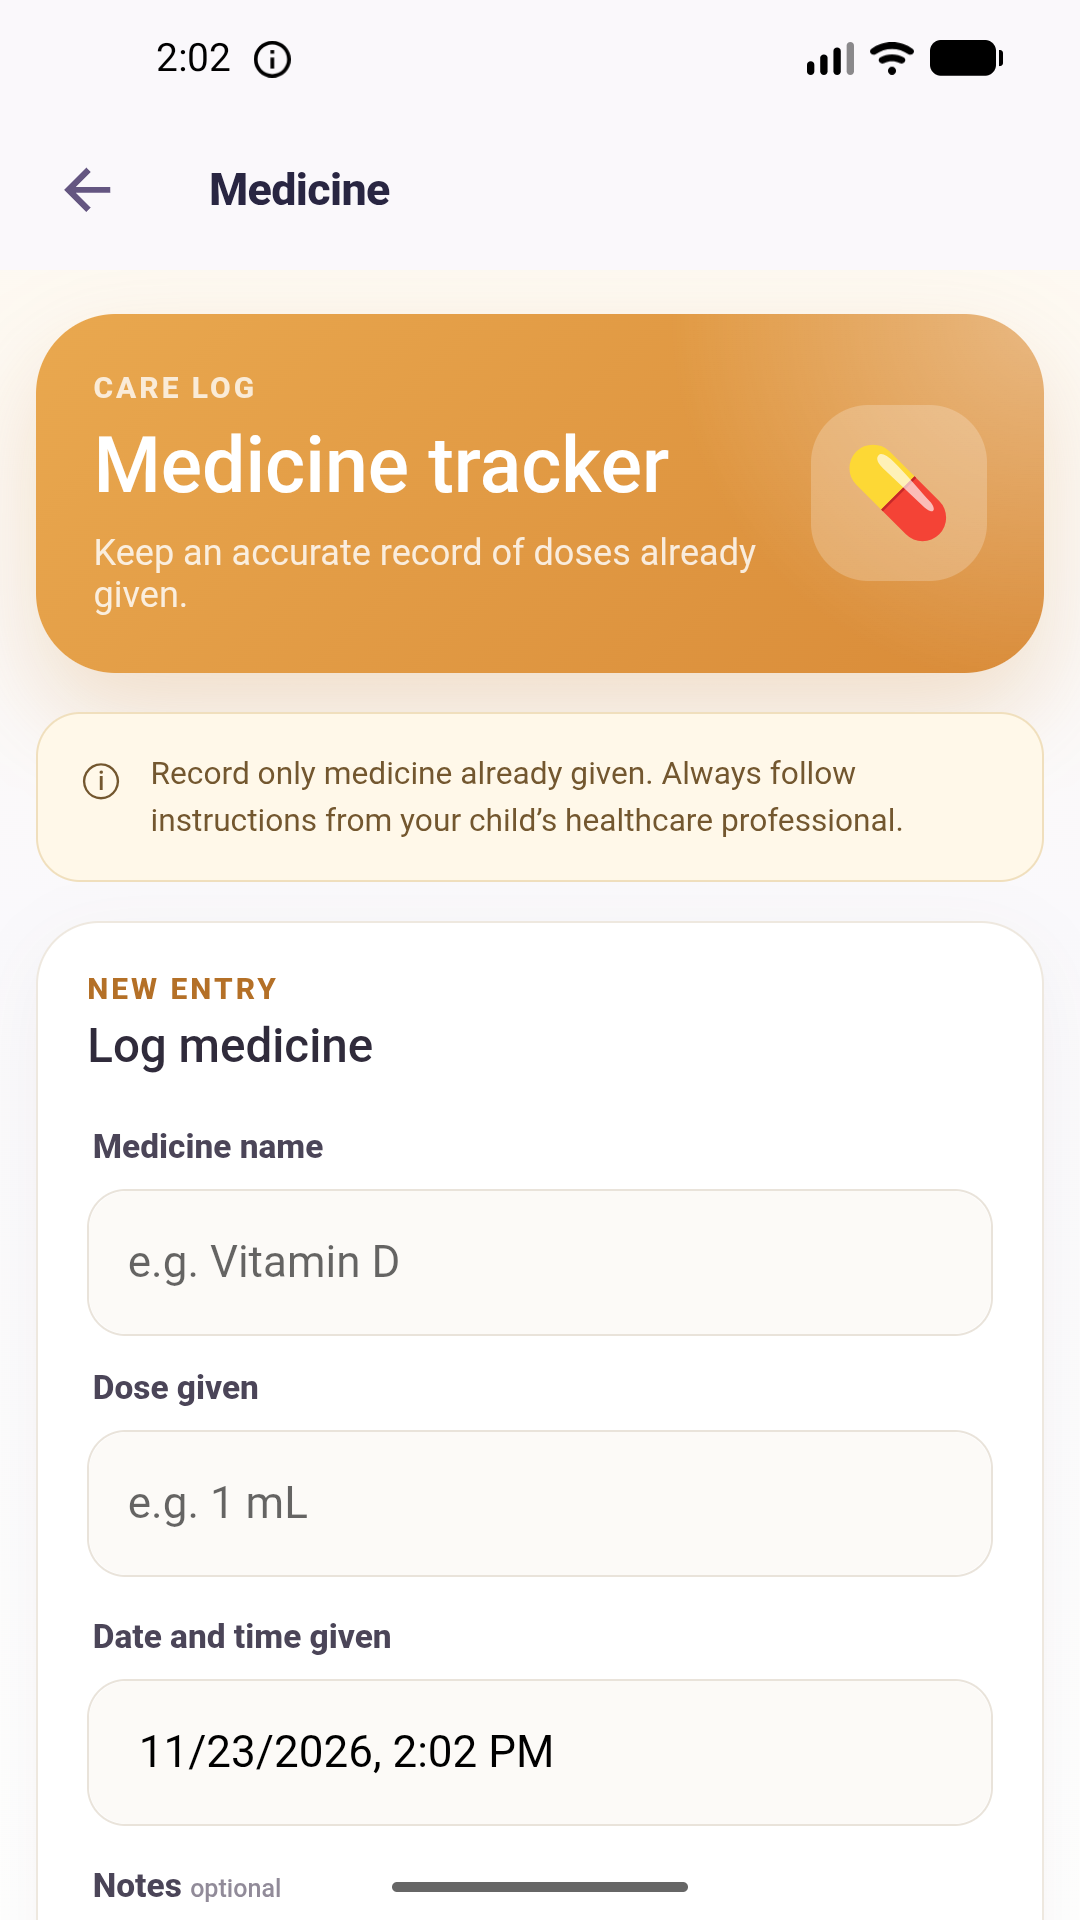 2:02
Medicine
CARE LOG
Medicine tracker
Keep an accurate record of doses already
given.
Record only medicine already given. Always follow
instructions from your child’s healthcare professional.
NEW ENTRY
Log medicine
Medicine name
e.g. Vitamin D
Dose given
e.g. 1 mL
Date and time given
11/23/2026, 2:02 PM
Notes optional